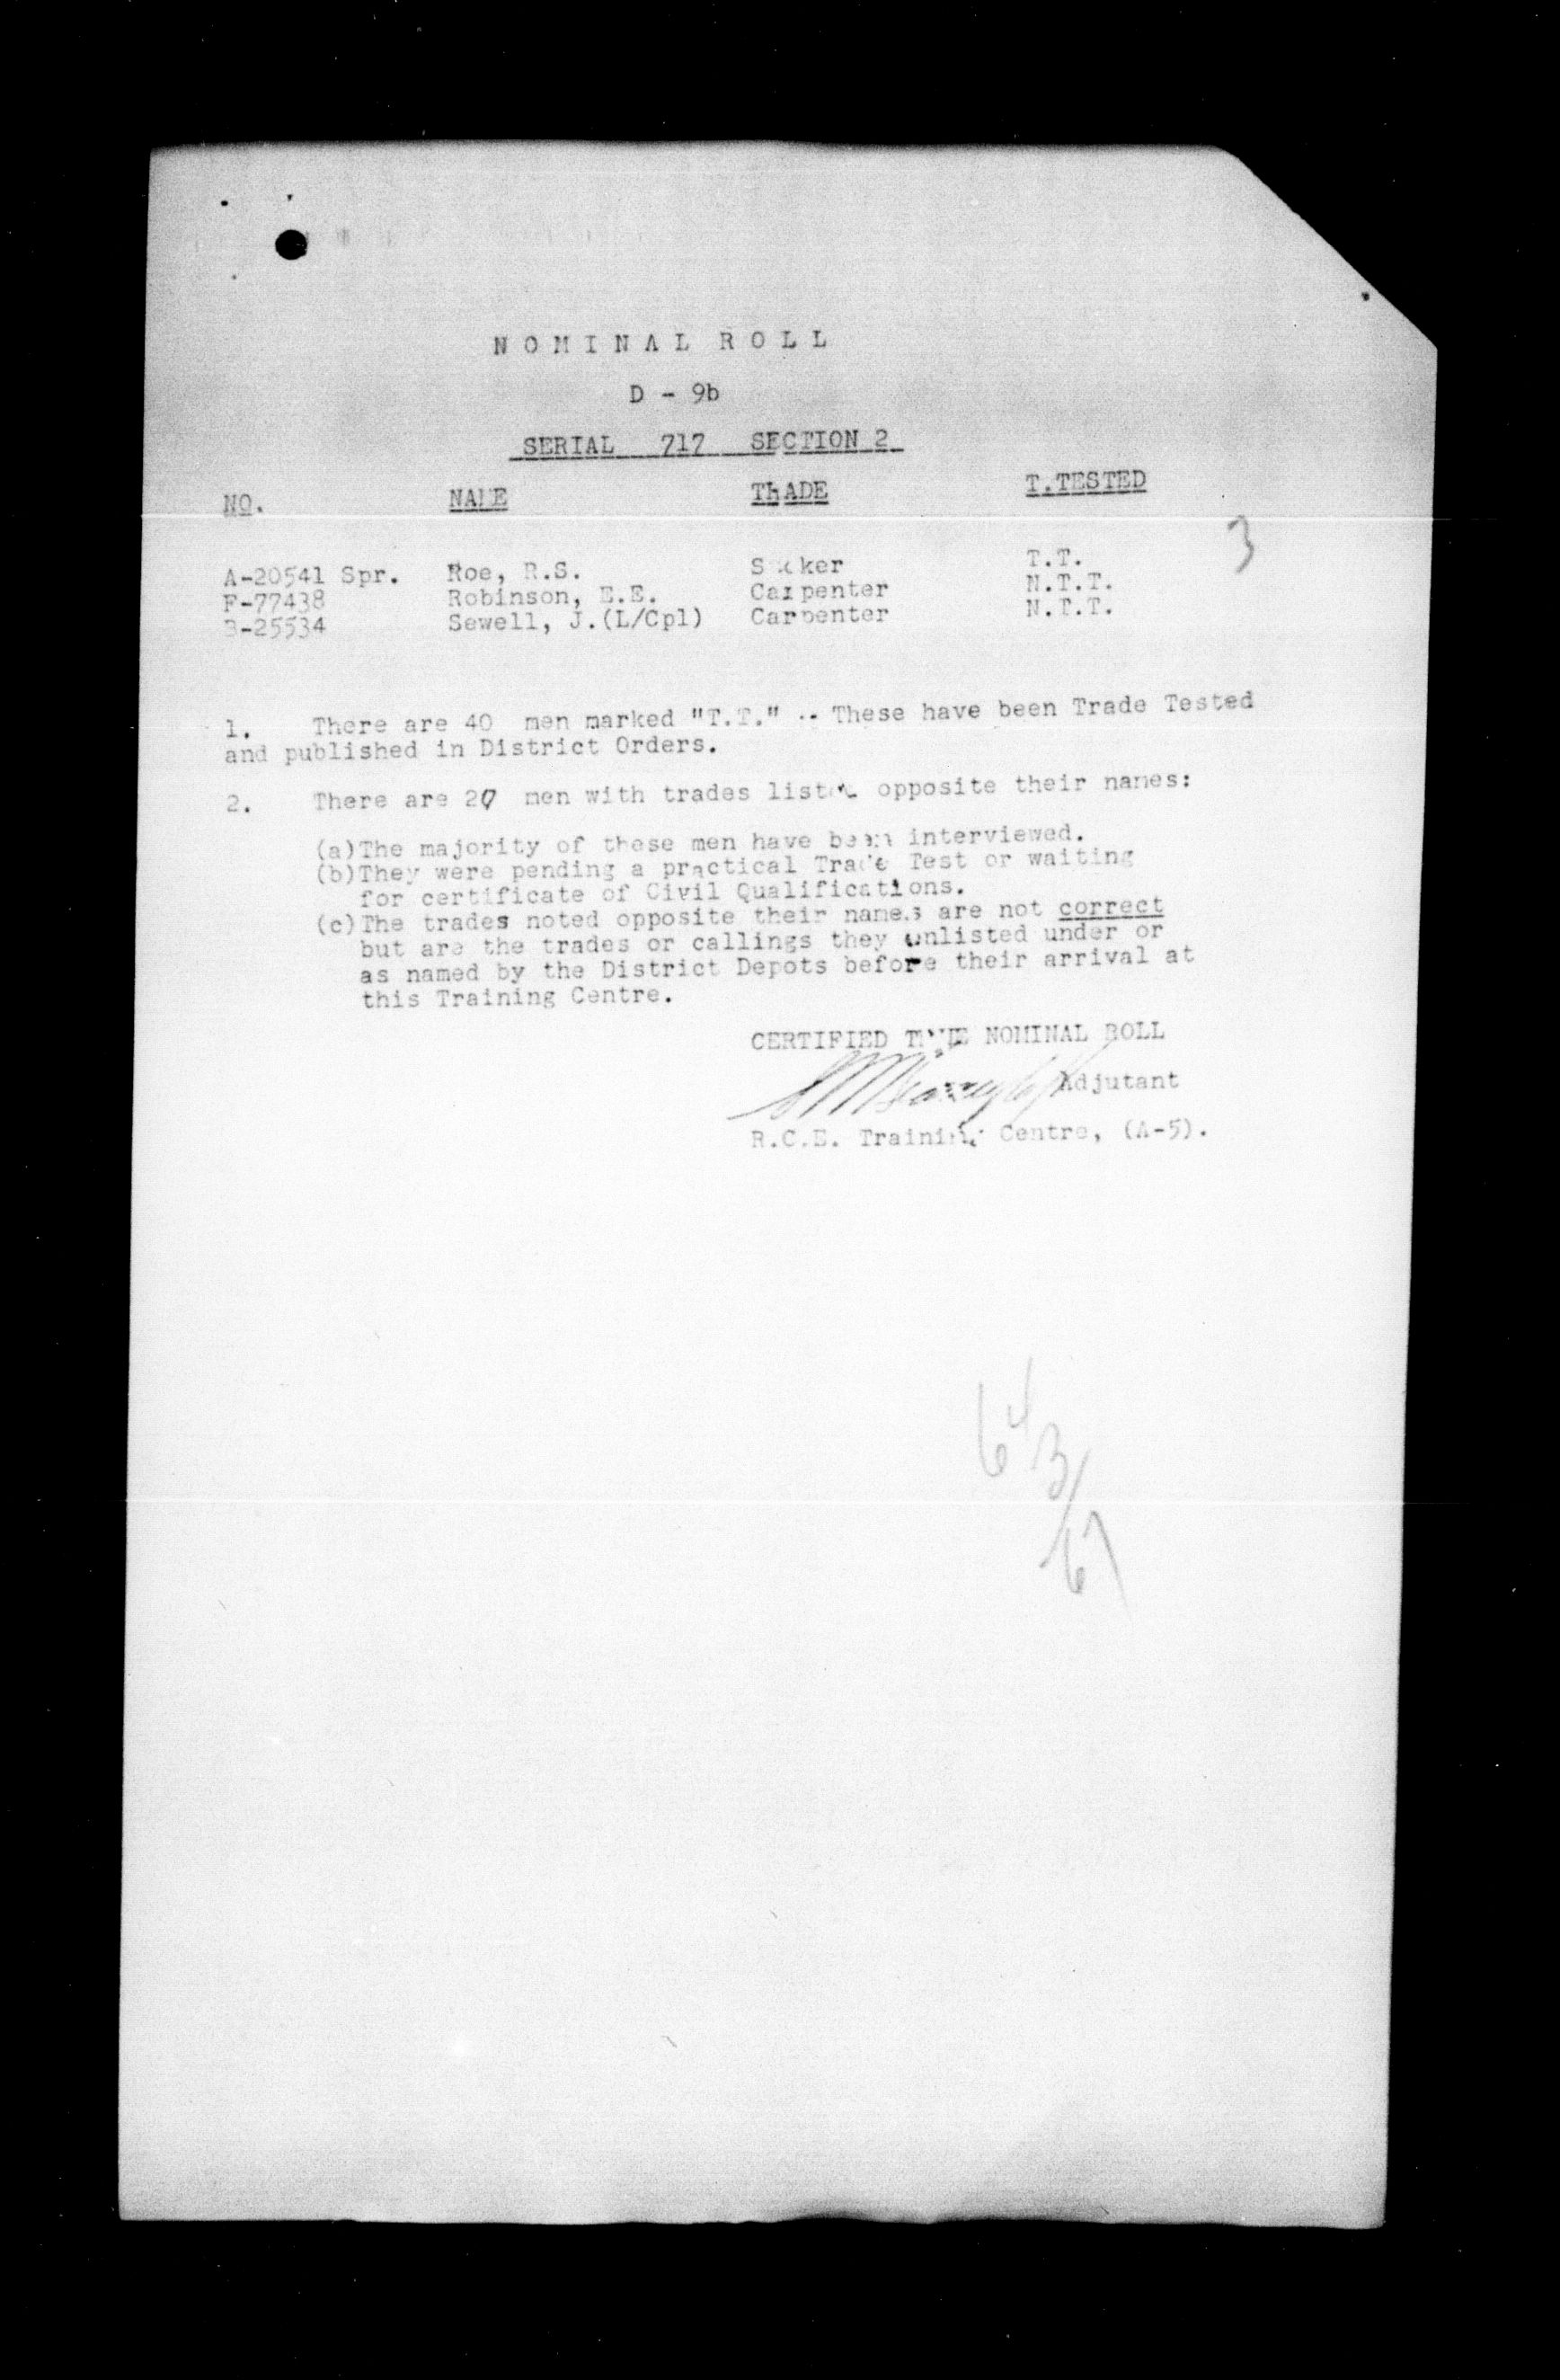 NOMINAL ROLL
D - 9b
SERIAL 717 SECTION 2
NO. NAME TRADE T.TESTED
3
A-20541 Spr. Roe, R.S. T.T.
F-77438 Robinson, E.E. Carpenter N.T.T.
B-25534 Sewell, J.(L/Cpl) Carpenter N.T.T.
1. There are 40 men marked "T.T." -- These have been Trade Tested
and published in District Orders.
2. There are 27 men with trades listed opposite their names:
(a)The majority of these men have been interviewed.
(b)They were pending a practical Trade Test or waiting
for certificate of Civil Qualifications.
(c)The trades noted opposite their names are not correct
but are the trades or callings they enlisted under or
as named by the District Depots before their arrival at
this Training Centre.
CERTIFIED TRUE NOMINAL ROLL
Adjutant
R.C.E. Training Centre, (A-5).
64
3
67